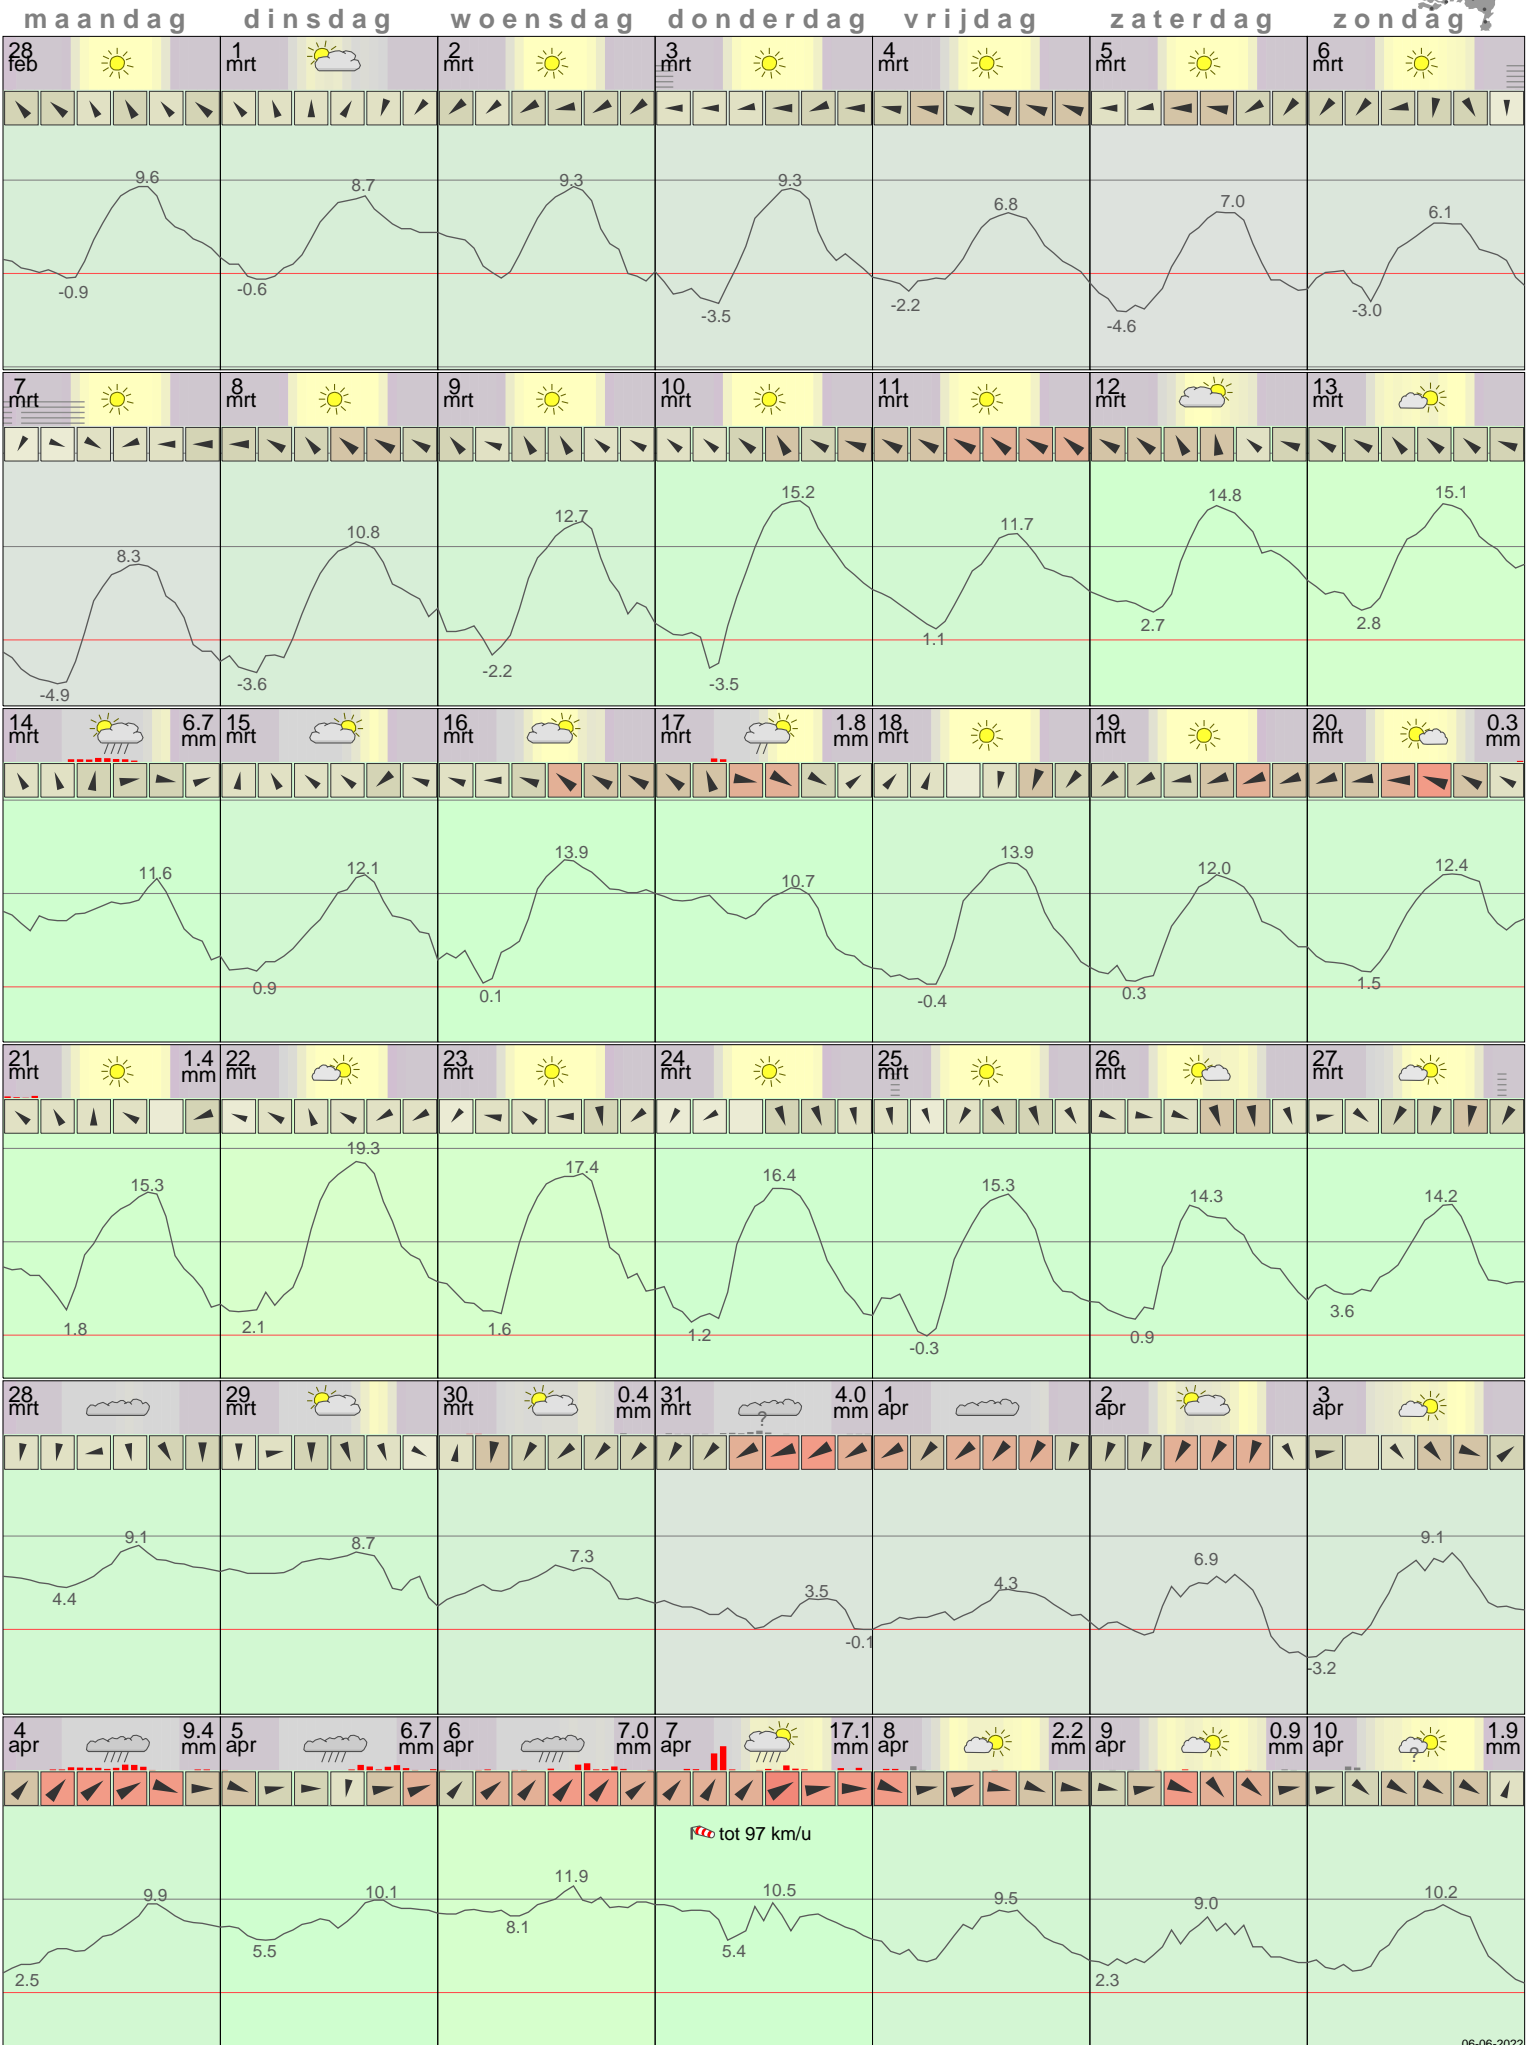 maandag dinsdag woensdag donderdag vrijdag zaterdag zondag
28 1 2 3 4 5 6
feb mrt mrt mrt mrt mrt mrt
9.6 8.7 9.3 9.3 6.8 7.0 6.1
-0.9 -0.6 -3.5 -2.2 -4.6 -3.0
7 8 9 10 11 12 13
mrt mrt mrt mrt mrt mrt mrt
8.3 10.8 12.7 15.2 11.7 14.8 15.1
-4.9 -3.6 -2.2 -3.5 1.1 2.7 2.8
14 6.7 15 16 17 1.8 18 19 20 0.3
mrt mm mrt mrt mrt mm mrt mrt mrt mm
11.6 12.1 13.9 10.7 13.9 12.0 12.4
0.9 0.1 -0.4 0.3 1.5
21 1.4 22 23 24 25 26 27
mrt mm mrt mrt mrt mrt mrt mrt
15.3 19.3 17.4 16.4 15.3 14.3 14.2
1.8 2.1 1.6 1.2 -0.3 0.9 3.6
28 29 30 0.4 31 4.0 1 2 3
mrt mrt mrt mm mrt ? mm apr apr apr
9.1 8.7 7.3 3.5 4.3 6.9 9.1
4.4 -0.1 -3.2
4 9.4 5 6.7 6 7.0 7 17.1 8 2.2 9 0.9 10 1.9
apr mm apr mm apr mm apr mm apr mm apr mm apr ? mm
tot 97 km/u
9.9 10.1 11.9 10.5 9.5 9.0 10.2
2.5 5.5 8.1 5.4 2.3
06-06-2022